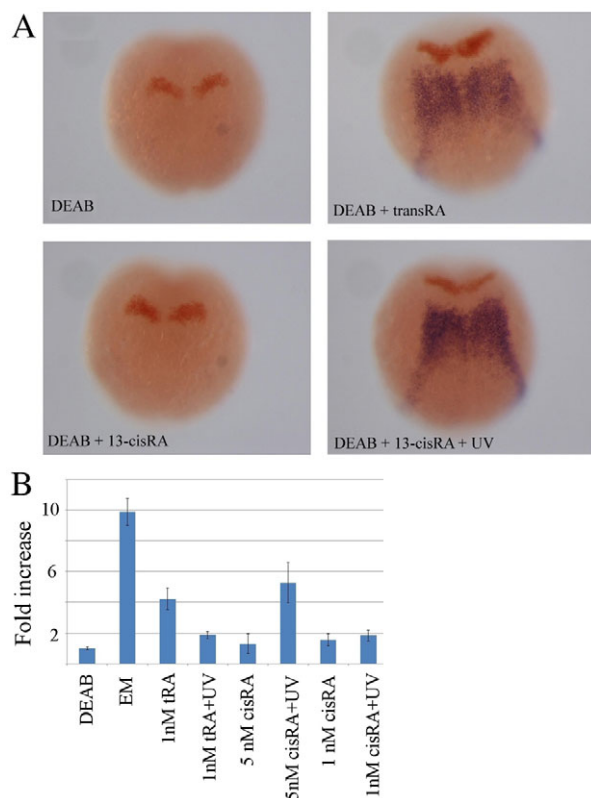 A
DEAB
DEAB + transRA
DEAB + 13-cisRA
DEAB + 13-cisRA + UV
B
Fold increase
10
6
2
DEAB
EM
1nM tRA
1nM tRA+UV
5 nM cisRA
5nM cisRA+UV
1 nM cisRA
1nM cisRA+UV